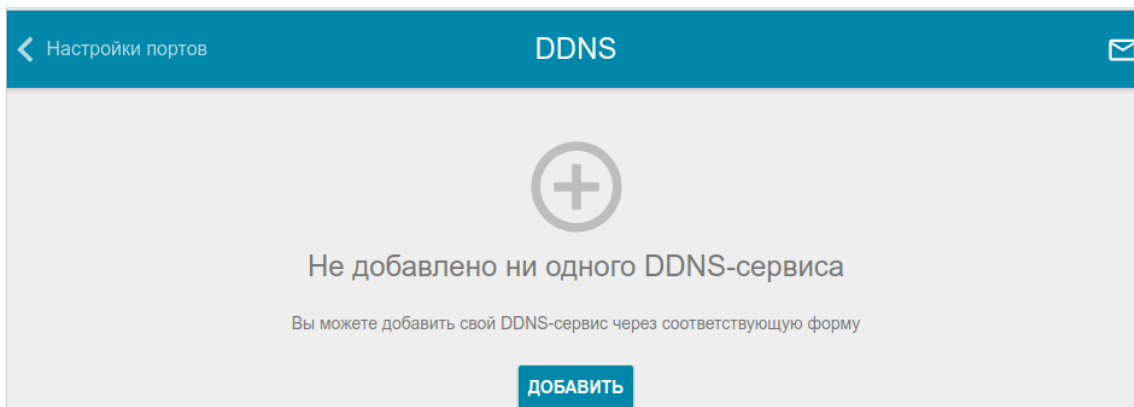 Настройки портов
DDNS
Не добавлено ни одного DDNS-сервиса
Вы можете добавить свой DDNS-сервис через соответствующую форму
ДОБАВИТЬ